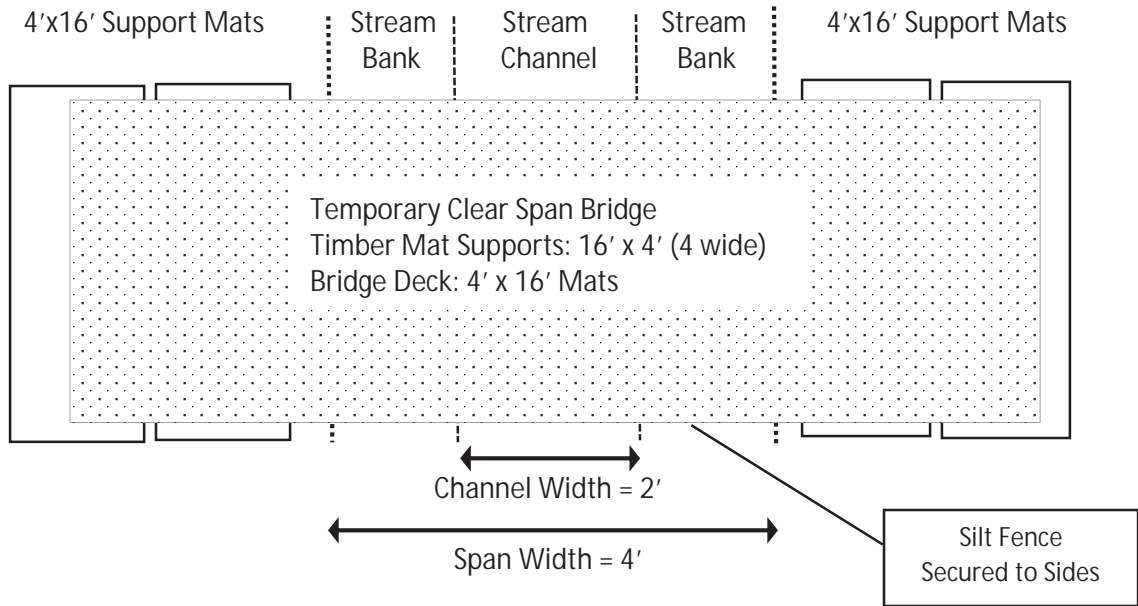 4′x16′ Support Mats
Stream
Bank
Stream
Channel
Stream
Bank
4′x16′ Support Mats
Temporary Clear Span Bridge
Timber Mat Supports: 16′ x 4′ (4 wide)
Bridge Deck: 4′ x 16′ Mats
Channel Width = 2′
Span Width = 4′
Silt Fence
Secured to Sides